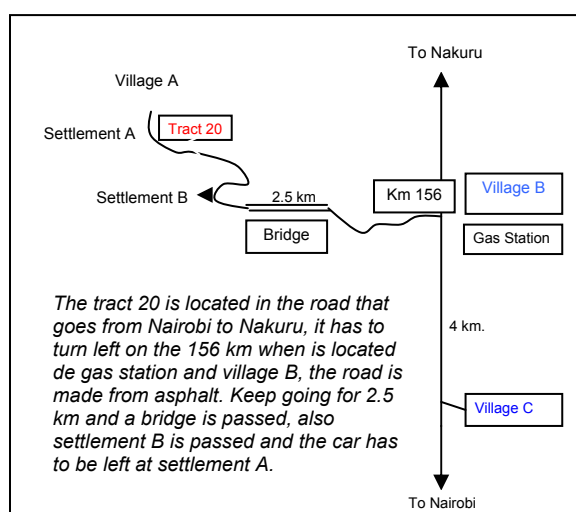 To Nakuru
Village A
Settlement A
Tract 20
Settlement B
2.5 km
Km 156
Village B
Bridge
Gas Station
The tract 20 is located in the road that
goes from Nairobi to Nakuru, it has to
turn left on the 156 km when is located
de gas station and village B, the road is
made from asphalt. Keep going for 2.5
km and a bridge is passed, also
settlement B is passed and the car has
to be left at settlement A.
4 km.
Village C
To Nairobi